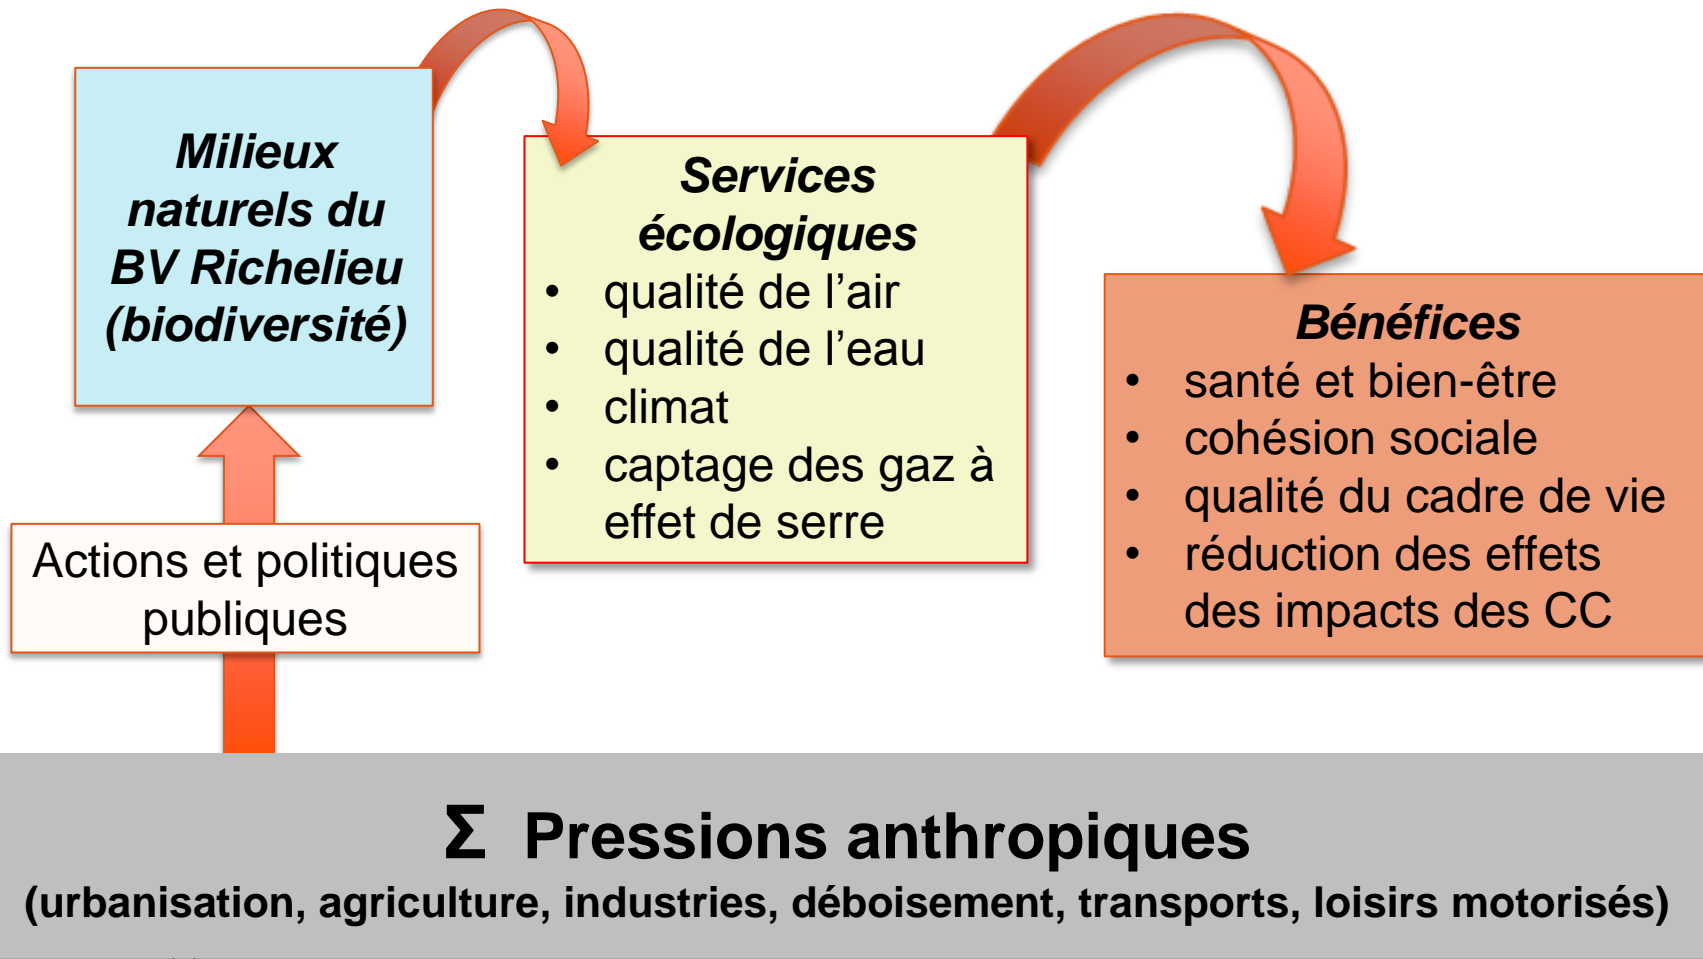 Milieux
naturels du
BV Richelieu
(biodiversité)
Services
écologiques
• qualité de l’air
• qualité de l’eau
• climat
• captage des gaz à
effet de serre
Bénéfices
• santé et bien-être
• cohésion sociale
• qualité du cadre de vie
• réduction des effets
des impacts des CC
Actions et politiques
publiques
Σ Pressions anthropiques
(urbanisation, agriculture, industries, déboisement, transports, loisirs motorisés)